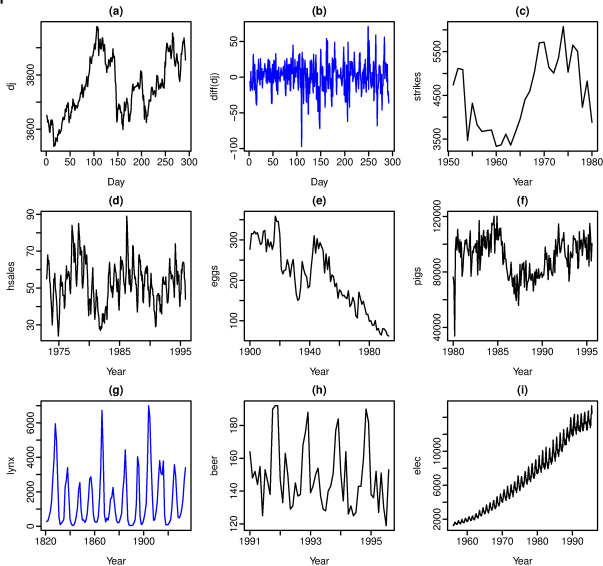 (a) (b) (c)
dj 3600 3800
0 50 100 150 200 250 300
Day
diff(dj) −100 −50 0 50
0 50 100 150 200 250 300
Day
strikes 3500 4500 5500
1950 1960 1970 1980
Year
(d) (e) (f)
hsales 30 50 70 90
1975 1985 1995
Year
eggs 100 200 300
1900 1940 1980
Year
pigs 40000 80000 120000
1980 1985 1990 1995
Year
(g) (h) (i)
lynx 0 2000 4000 6000
1820 1860 1900
Year
beer 120 140 160 180
1991 1993 1995
Year
elec 2000 6000 10000
1960 1970 1980 1990
Year